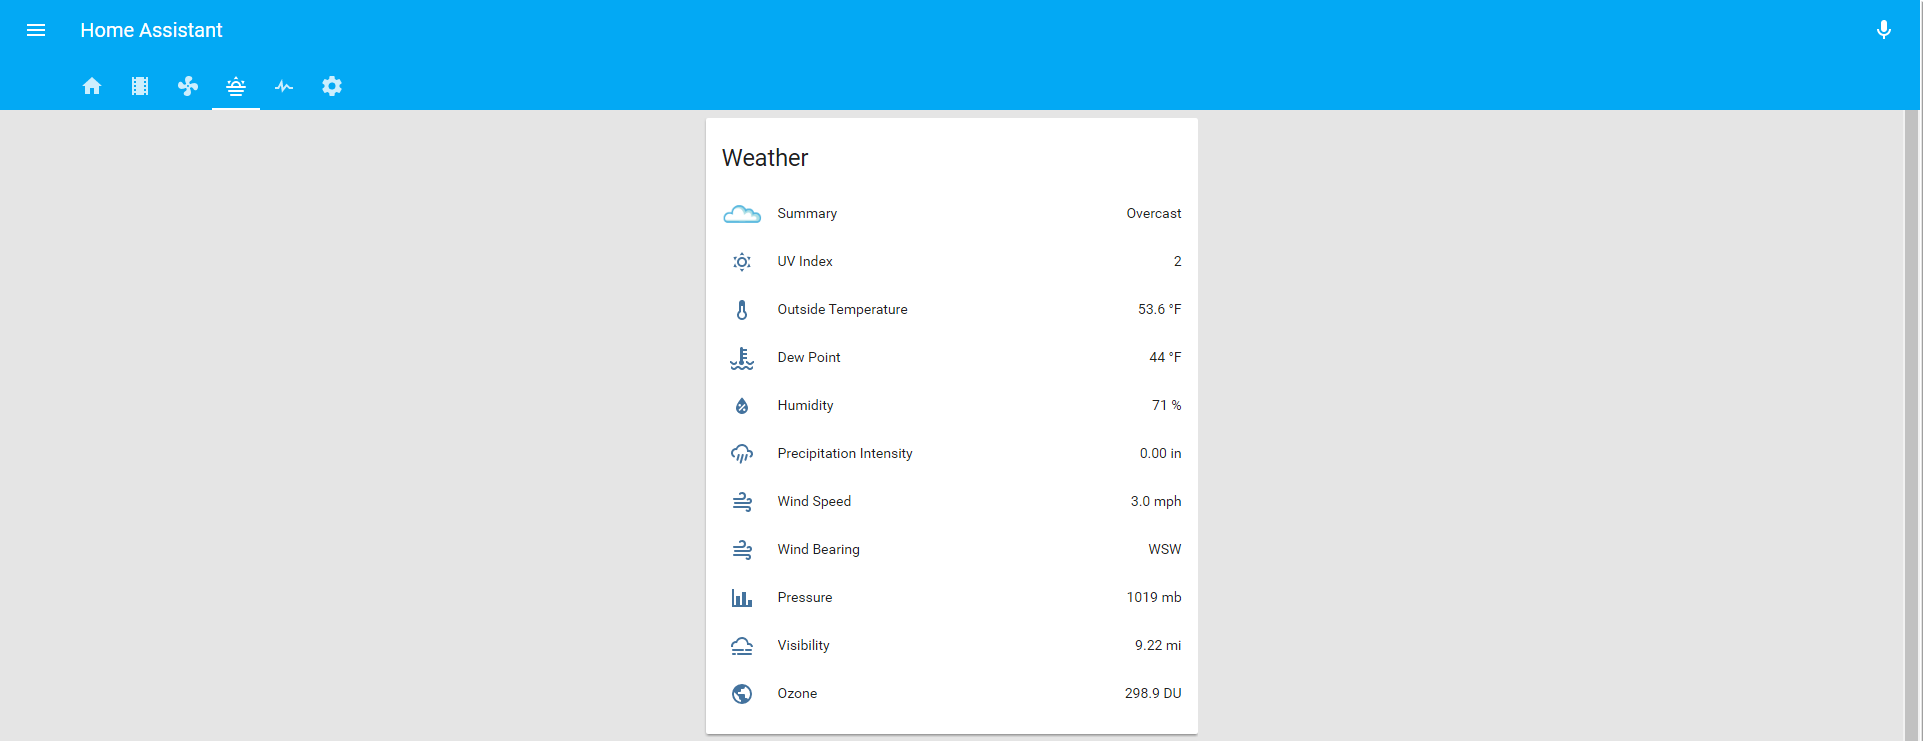 Home Assistant
Weather
Summary Overcast
UV Index 2
Outside Temperature 53.6 °F
Dew Point 44 °F
Humidity 71 %
Precipitation Intensity 0.00 in
Wind Speed 3.0 mph
Wind Bearing WSW
Pressure 1019 mb
Visibility 9.22 mi
Ozone 298.9 DU